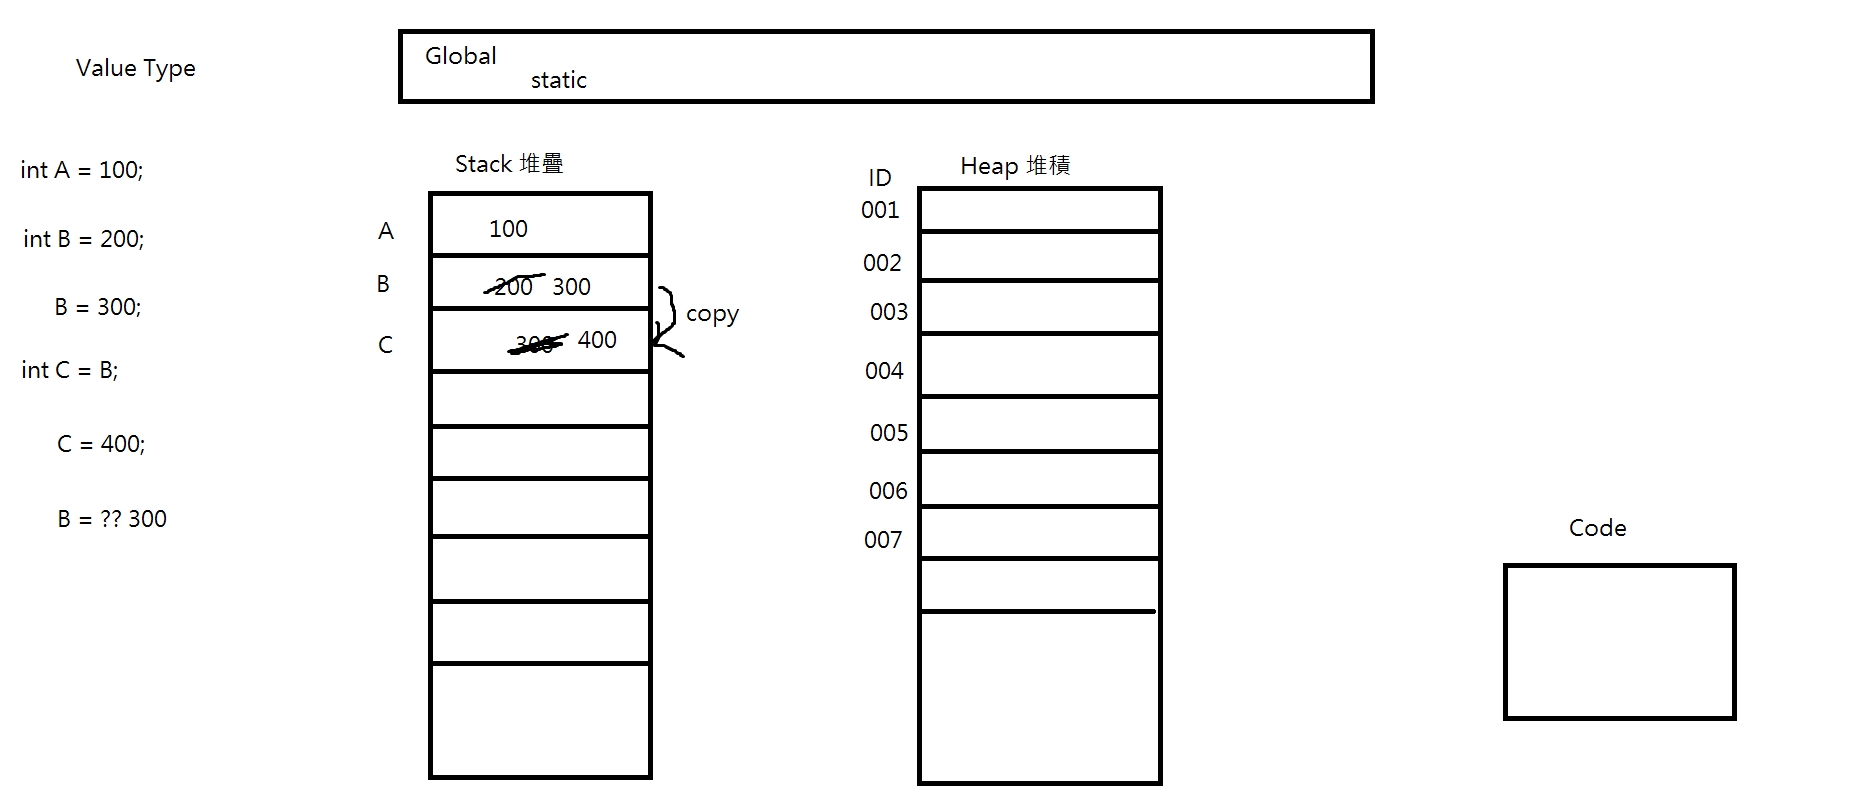 Value Type
Global
static
int A = 100;
int B = 200;
B = 300;
int C = B;
C = 400;
B = ?? 300
Stack 堆疊
A
100
B
200 300
C
300 400
copy
Heap 堆積
ID
001
002
003
004
005
006
007
Code